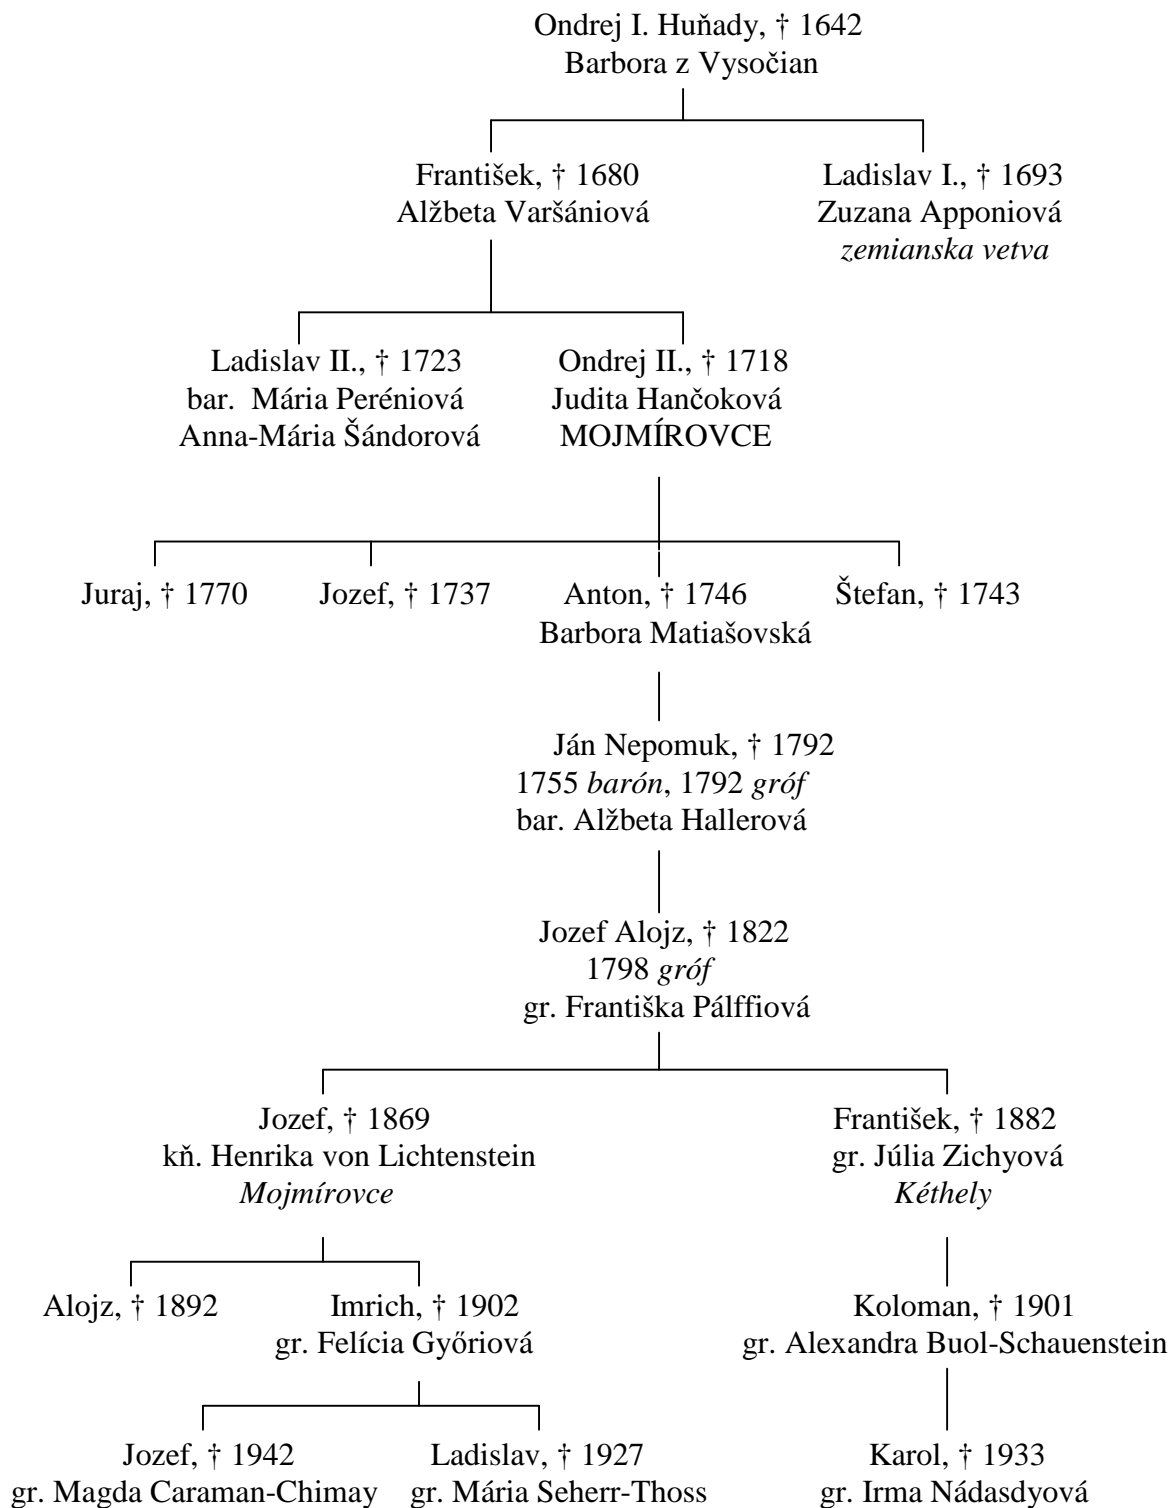 Ondrej I. Huňady, † 1642
Barbora z Vysočian
František, † 1680
Alžbeta Varšániová
Ladislav I., † 1693
Zuzana Apponiová
zemianska vetva
Ladislav II., † 1723
bar. Mária Peréniová
Anna-Mária Šándorová
Ondrej II., † 1718
Judita Hančoková
MOJMÍROVCE
Juraj, † 1770
Jozef, † 1737
Anton, † 1746
Barbora Matiašovská
Štefan, † 1743
Ján Nepomuk, † 1792
1755 barón, 1792 gróf
bar. Alžbeta Hallerová
Jozef Alojz, † 1822
1798 gróf
gr. Františka Pálffiová
Jozef, † 1869
kň. Henrika von Lichtenstein
Mojmírovce
František, † 1882
gr. Júlia Zichyová
Kéthely
Alojz, † 1892
Imrich, † 1902
gr. Felícia Győriová
Koloman, † 1901
gr. Alexandra Buol-Schauenstein
Jozef, † 1942
gr. Magda Caraman-Chimay
Ladislav, † 1927
gr. Mária Seherr-Thoss
Karol, † 1933
gr. Irma Nádasdyová